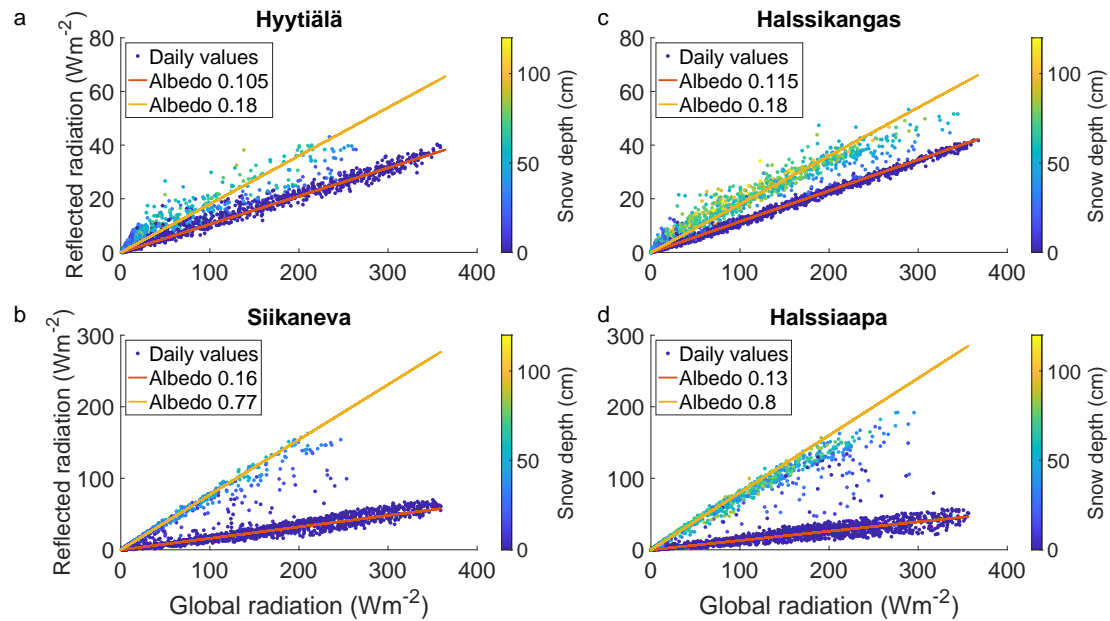 a
Hyytiälä
Reflected radiation (Wm-2)
80
60
40
20
0
Daily values
Albedo 0.105
Albedo 0.18
0
100
200
300
400
100
50
0
Snow depth (cm)
c
Halssikangas
80
60
40
20
0
Daily values
Albedo 0.115
Albedo 0.18
0
100
200
300
400
100
50
0
Snow depth (cm)
b
Siikaneva
Reflected radiation (Wm-2)
300
200
100
0
Daily values
Albedo 0.16
Albedo 0.77
0
100
200
300
400
Global radiation (Wm-2)
100
50
0
Snow depth (cm)
d
Halssiaapa
300
200
100
0
Daily values
Albedo 0.13
Albedo 0.8
0
100
200
300
400
Global radiation (Wm-2)
100
50
0
Snow depth (cm)